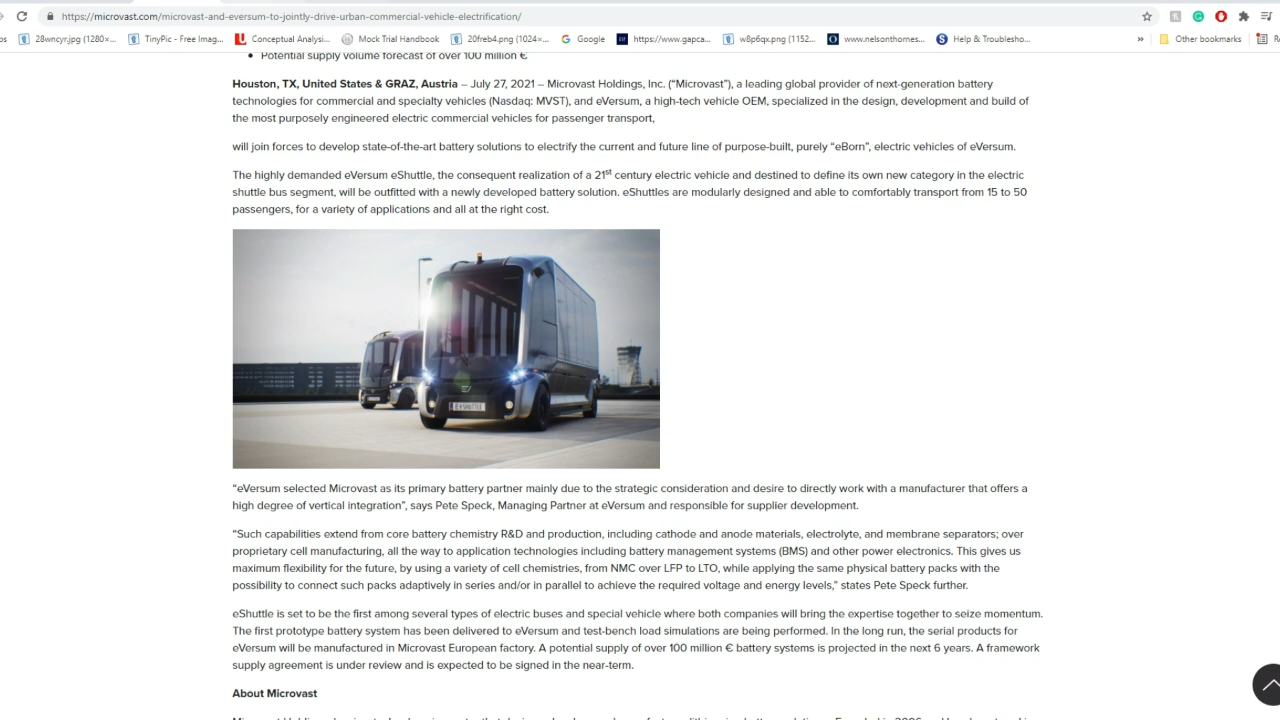 https://microvast.com/microvast-and-eversum-to-jointly-drive-urban-commercial-vehicle-electrification/
28wncyr.jpg (1280×... TinyPic - Free Imag... Conceptual Analysi... Mock Trial Handbook 20freb4.png (1024×... Google https://www.gapca... w8p6qx.png (1152... www.nelsonthornes... Help & Troublesho... » Other bookmarks
• Potential supply volume forecast of over 100 million €
Houston, TX, United States & GRAZ, Austria – July 27, 2021 – Microvast Holdings, Inc. (“Microvast”), a leading global provider of next-generation battery
technologies for commercial and specialty vehicles (Nasdaq: MVST), and eVersum, a high-tech vehicle OEM, specialized in the design, development and build of
the most purposely engineered electric commercial vehicles for passenger transport,
will join forces to develop state-of-the-art battery solutions to electrify the current and future line of purpose-built, purely “eBorn”, electric vehicles of eVersum.
The highly demanded eVersum eShuttle, the consequent realization of a 21st century electric vehicle and destined to define its own new category in the electric
shuttle bus segment, will be outfitted with a newly developed battery solution. eShuttles are modularly designed and able to comfortably transport from 15 to 50
passengers, for a variety of applications and all at the right cost.
E-SHUTTLE
“eVersum selected Microvast as its primary battery partner mainly due to the strategic consideration and desire to directly work with a manufacturer that offers a
high degree of vertical integration”, says Pete Speck, Managing Partner at eVersum and responsible for supplier development.
“Such capabilities extend from core battery chemistry R&D and production, including cathode and anode materials, electrolyte, and membrane separators; over
proprietary cell manufacturing, all the way to application technologies including battery management systems (BMS) and other power electronics. This gives us
maximum flexibility for the future, by using a variety of cell chemistries, from NMC over LFP to LTO, while applying the same physical battery packs with the
possibility to connect such packs adaptively in series and/or in parallel to achieve the required voltage and energy levels,” states Pete Speck further.
eShuttle is set to be the first among several types of electric buses and special vehicle where both companies will bring the expertise together to seize momentum.
The first prototype battery system has been delivered to eVersum and test-bench load simulations are being performed. In the long run, the serial products for
eVersum will be manufactured in Microvast European factory. A potential supply of over 100 million € battery systems is projected in the next 6 years. A framework
supply agreement is under review and is expected to be signed in the near-term.
About Microvast